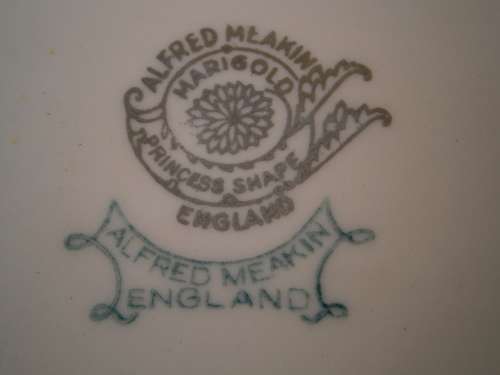 ALFRED MEAKIN
MARIGOLD
PRINCESS SHAPE
ENGLAND
ALFRED MEAKIN
ENGLAND